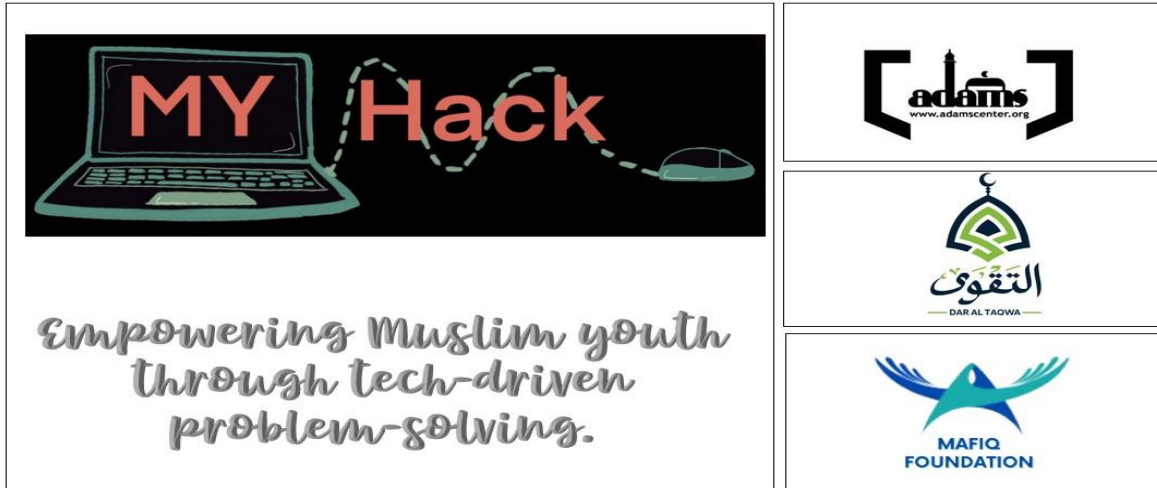 MY Hack
Empowering Muslim youth
through tech-driven
problem-solving.
adams
www.adamscenter.org
التقوى
DAR AL TAQWA
MAFIQ
FOUNDATION